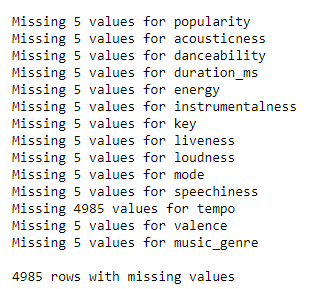 Missing 5 values for popularity
Missing 5 values for acousticness
Missing 5 values for danceability
Missing 5 values for duration_ms
Missing 5 values for energy
Missing 5 values for instrumentalness
Missing 5 values for key
Missing 5 values for liveness
Missing 5 values for loudness
Missing 5 values for mode
Missing 5 values for speechiness
Missing 4985 values for tempo
Missing 5 values for valence
Missing 5 values for music_genre
4985 rows with missing values